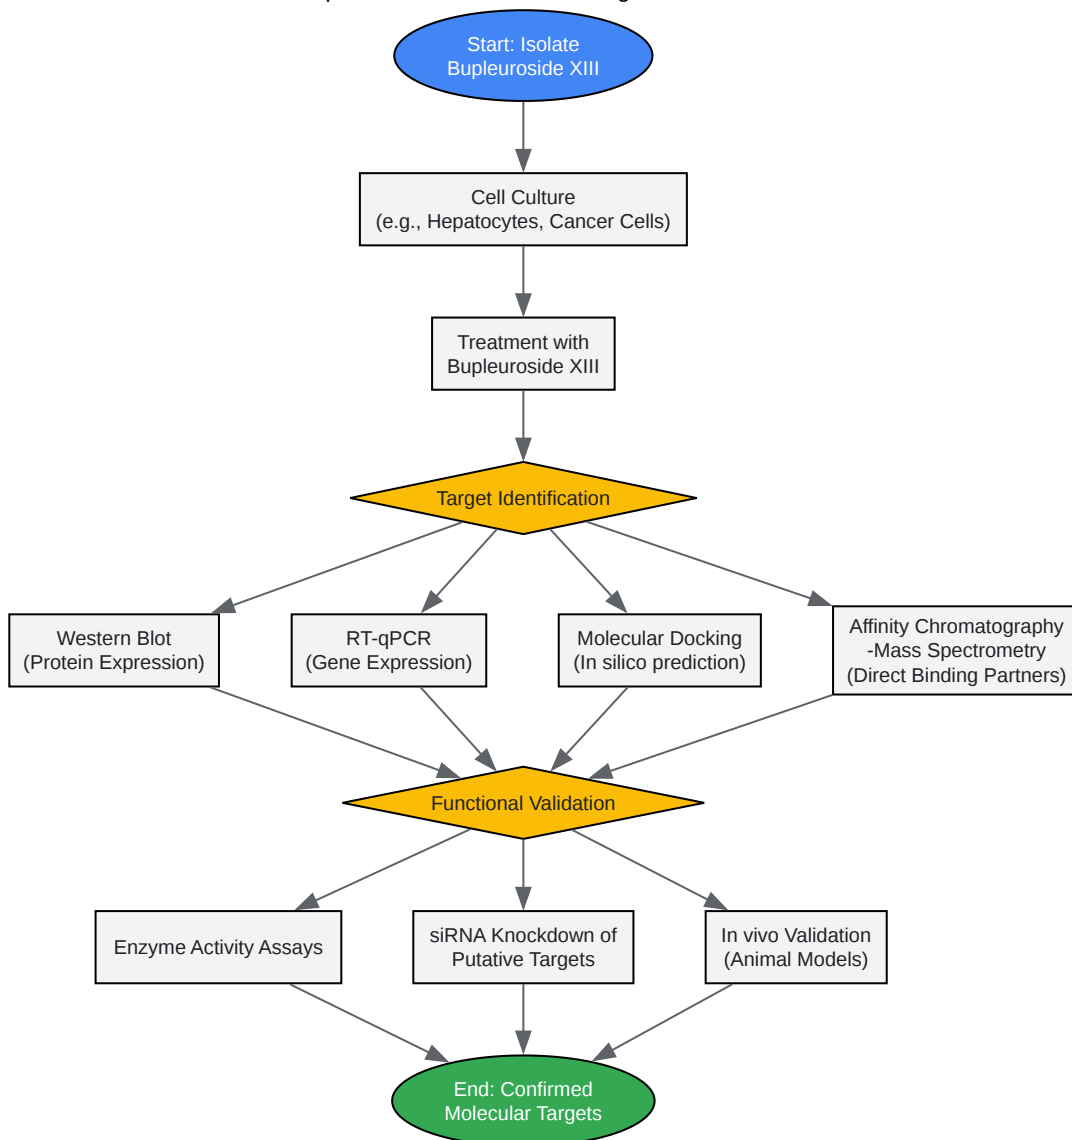 Start: Isolate
Bupleuroside XIII
Cell Culture
(e.g., Hepatocytes, Cancer Cells)
Treatment with
Bupleuroside XIII
Target Identification
Western Blot
(Protein Expression)
RT-qPCR
(Gene Expression)
Molecular Docking
(In silico prediction)
Affinity Chromatography
-Mass Spectrometry
(Direct Binding Partners)
Functional Validation
Enzyme Activity Assays
siRNA Knockdown of
Putative Targets
In vivo Validation
(Animal Models)
End: Confirmed
Molecular Targets